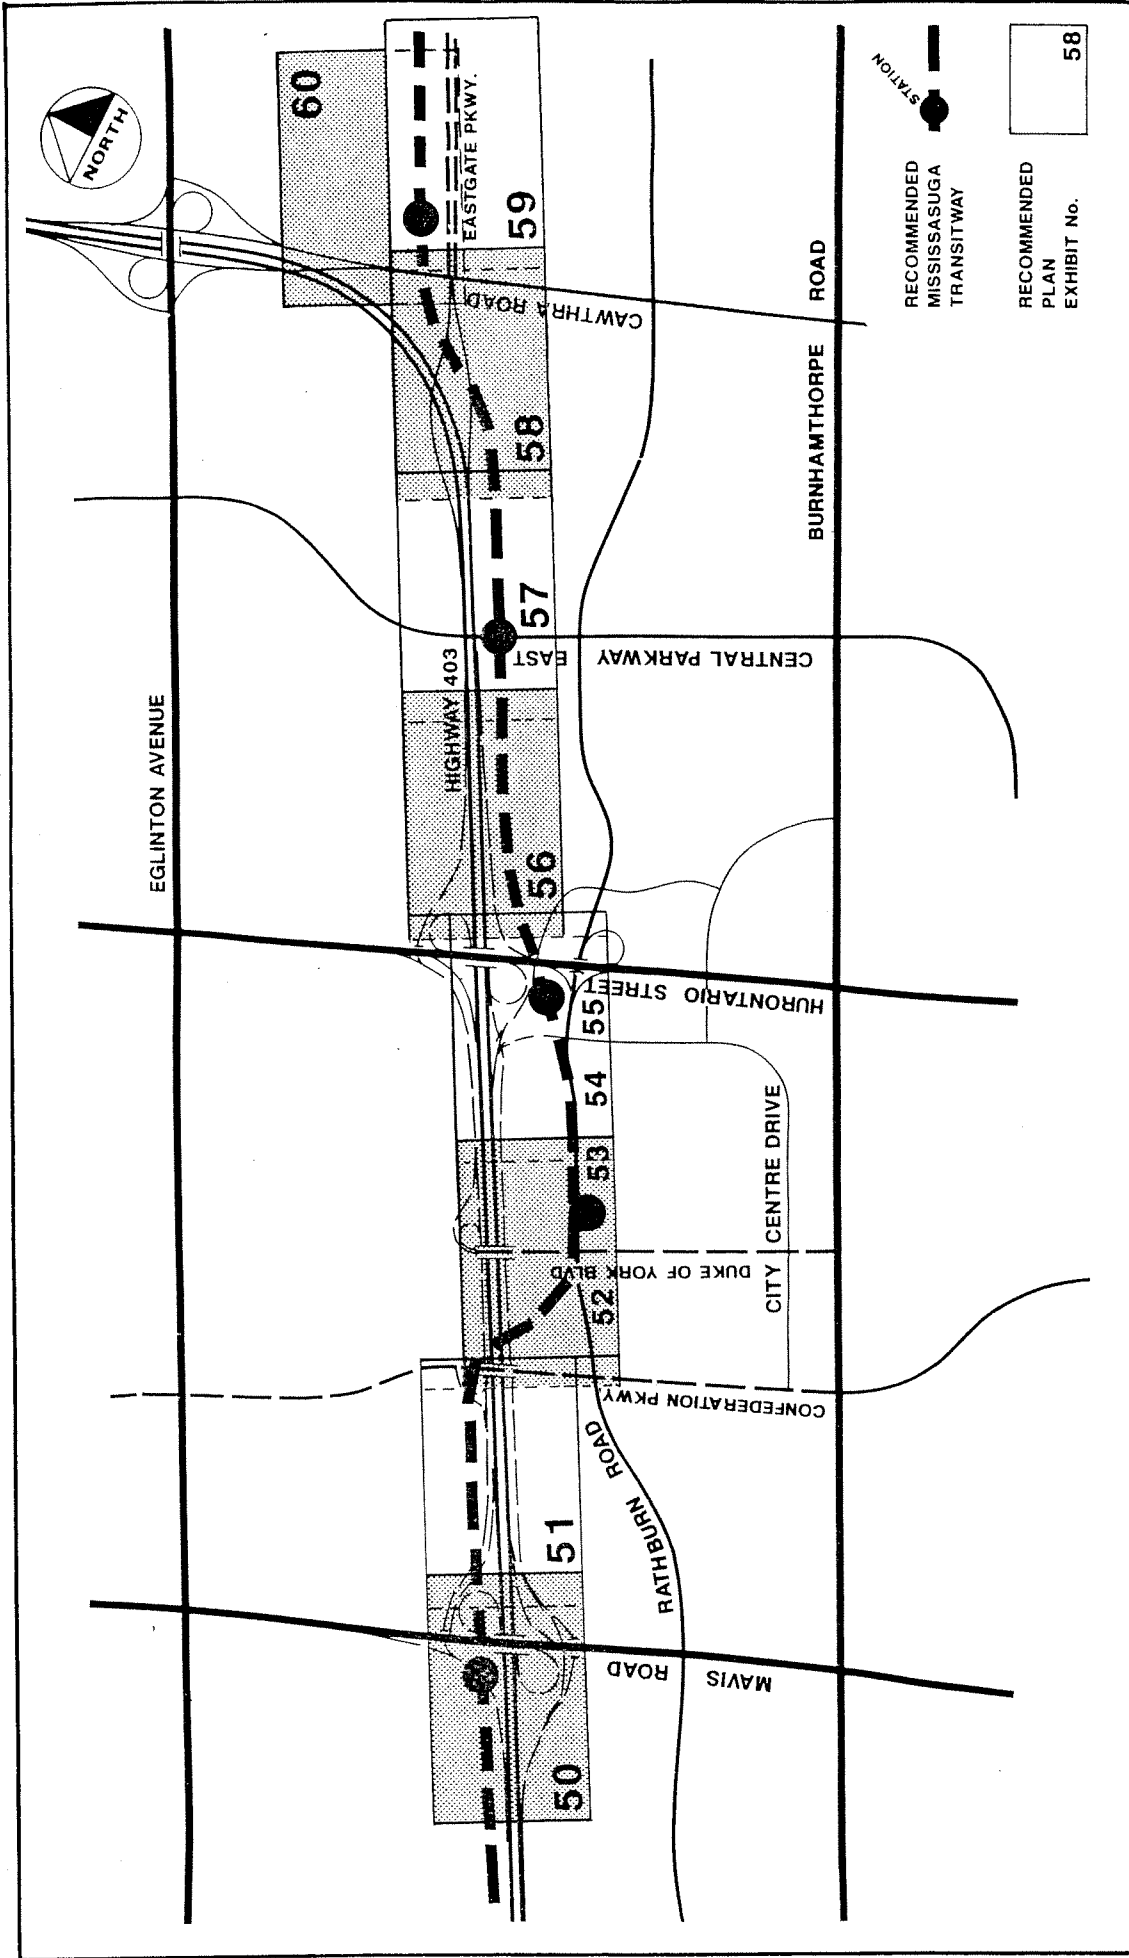 NORTH
EGLINTON AVENUE
60
HIGHWAY 403
EASTGATE PKWY.
50
51
52
53
54
55
56
57
58
59
MAVIS ROAD
RATHBURN ROAD
CONFEDERATION PKWY.
DUKE OF YORK BLVD
CITY CENTRE DRIVE
HURONTARIO STREET
CENTRAL PARKWAY EAST
CAWTHRA ROAD
BURNHAMTHORPE ROAD
RECOMMENDED
MISSISSASUGA
TRANSITWAY
STATION
RECOMMENDED
PLAN
EXHIBIT No.
58